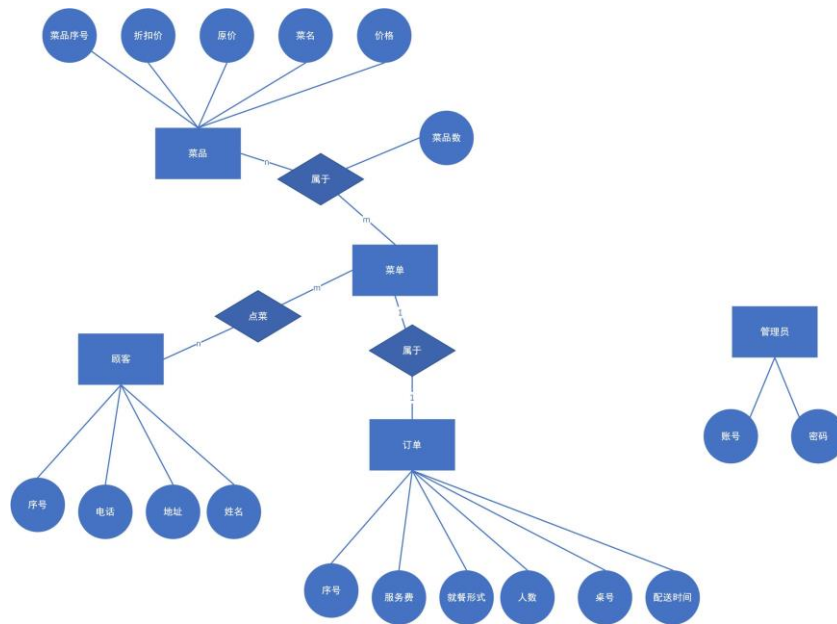 菜品序号
折扣价
原价
菜名
价格
菜品
菜品数
n
属于
m
菜单
m
点菜
1
管理员
n
顾客
属于
1
账号
密码
订单
序号
电话
地址
姓名
序号
服务费
就餐形式
人数
桌号
配送时间